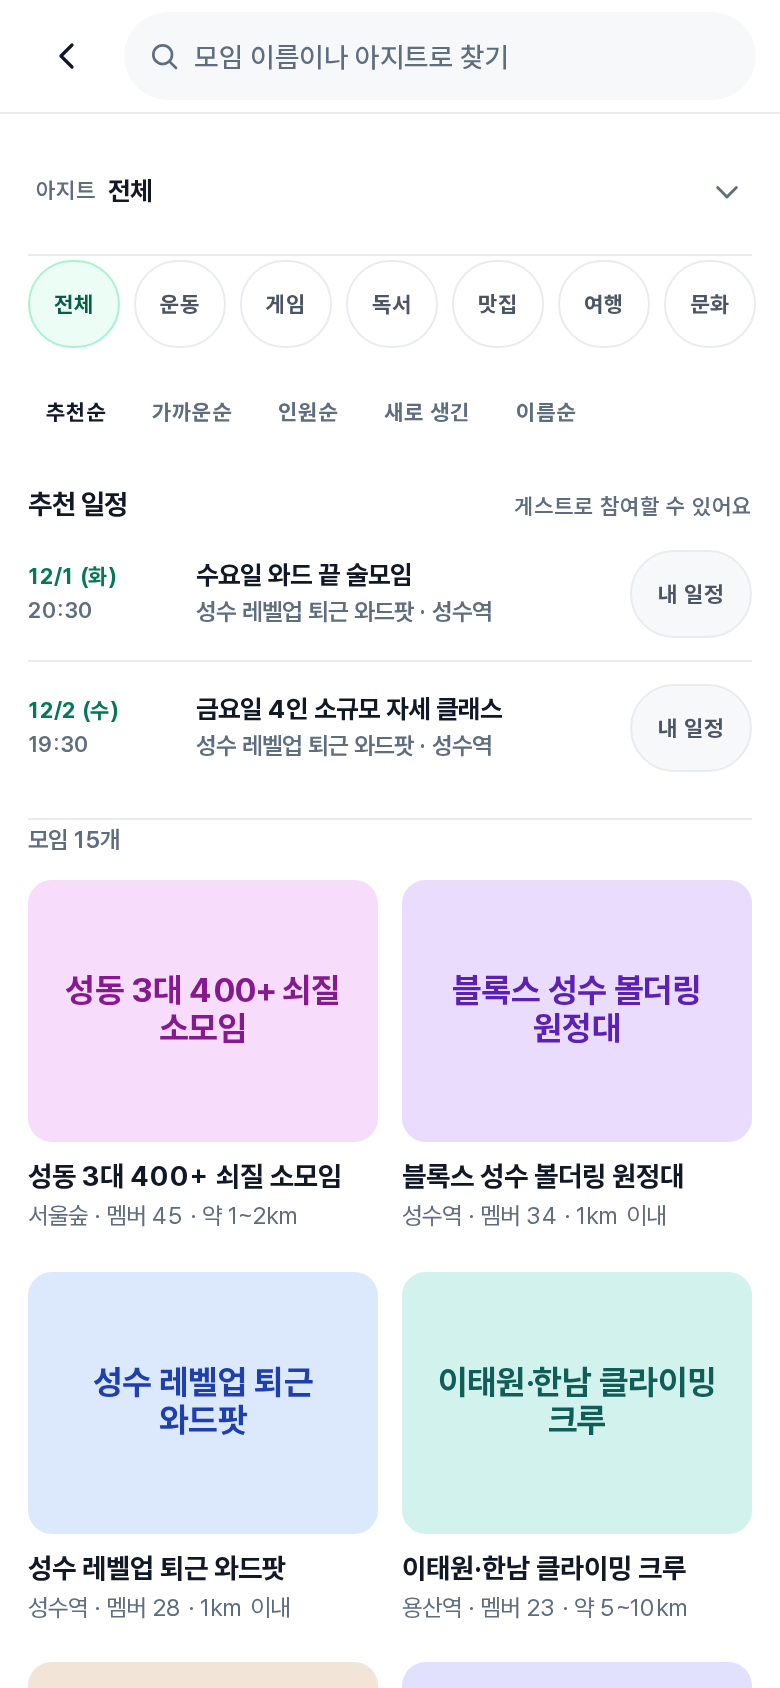 모임 이름이나 아지트로 찾기
아지트 전체
전체 운동 게임 독서 맛집 여행 문화
추천순 가까운순 인원순 새로 생긴 이름순
추천 일정 게스트로 참여할 수 있어요
12/1 (화) 수요일 와드 끝 술모임
20:30 성수 레벨업 퇴근 와드팟 · 성수역
내 일정
12/2 (수) 금요일 4인 소규모 자세 클래스
19:30 성수 레벨업 퇴근 와드팟 · 성수역
내 일정
모임 15개
성동 3대 400+ 쇠질
소모임
성동 3대 400+ 쇠질 소모임
서울숲 · 멤버 45 · 약 1~2km
블록스 성수 볼더링
원정대
블록스 성수 볼더링 원정대
성수역 · 멤버 34 · 1km 이내
성수 레벨업 퇴근
와드팟
성수 레벨업 퇴근 와드팟
성수역 · 멤버 28 · 1km 이내
이태원·한남 클라이밍
크루
이태원·한남 클라이밍 크루
용산역 · 멤버 23 · 약 5~10km